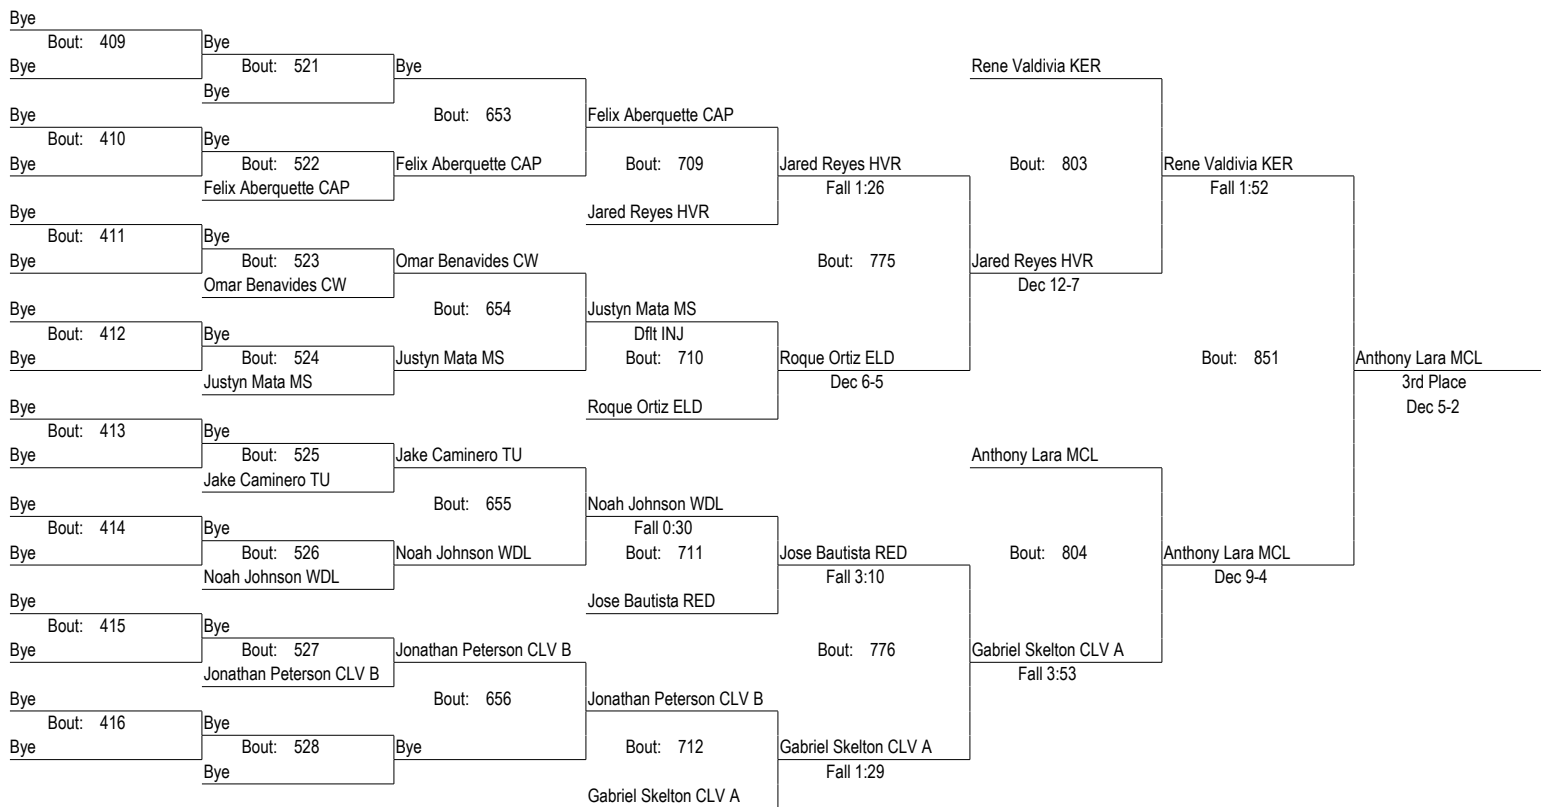 Bye
Bout: 409
Bye
Bye
Bout: 521
Bye
Bye
Rene Valdivia KER
Bye
Bye
Bout: 653
Felix Aberquette CAP
Bout: 410
Bye
Bye
Bout: 522
Felix Aberquette CAP
Bout: 709
Jared Reyes HVR
Bout: 803
Rene Valdivia KER
Felix Aberquette CAP
Fall 1:26
Fall 1:52
Bye
Jared Reyes HVR
Bout: 411
Bye
Bye
Bout: 523
Omar Benavides CW
Bout: 775
Jared Reyes HVR
Omar Benavides CW
Dec 12-7
Bye
Bout: 654
Justyn Mata MS
Bout: 412
Bye
Dflt INJ
Bye
Bout: 524
Justyn Mata MS
Bout: 710
Roque Ortiz ELD
Bout: 851
Anthony Lara MCL
Justyn Mata MS
Dec 6-5
3rd Place
Bye
Roque Ortiz ELD
Dec 5-2
Bout: 413
Bye
Bye
Bout: 525
Jake Caminero TU
Anthony Lara MCL
Jake Caminero TU
Bye
Bout: 655
Noah Johnson WDL
Bout: 414
Bye
Fall 0:30
Bye
Bout: 526
Noah Johnson WDL
Bout: 711
Jose Bautista RED
Bout: 804
Anthony Lara MCL
Noah Johnson WDL
Fall 3:10
Dec 9-4
Bye
Jose Bautista RED
Bout: 415
Bye
Bye
Bout: 527
Jonathan Peterson CLV B
Bout: 776
Gabriel Skelton CLV A
Jonathan Peterson CLV B
Fall 3:53
Bye
Bout: 656
Jonathan Peterson CLV B
Bout: 416
Bye
Bye
Bout: 528
Bye
Bout: 712
Gabriel Skelton CLV A
Bye
Fall 1:29
Gabriel Skelton CLV A